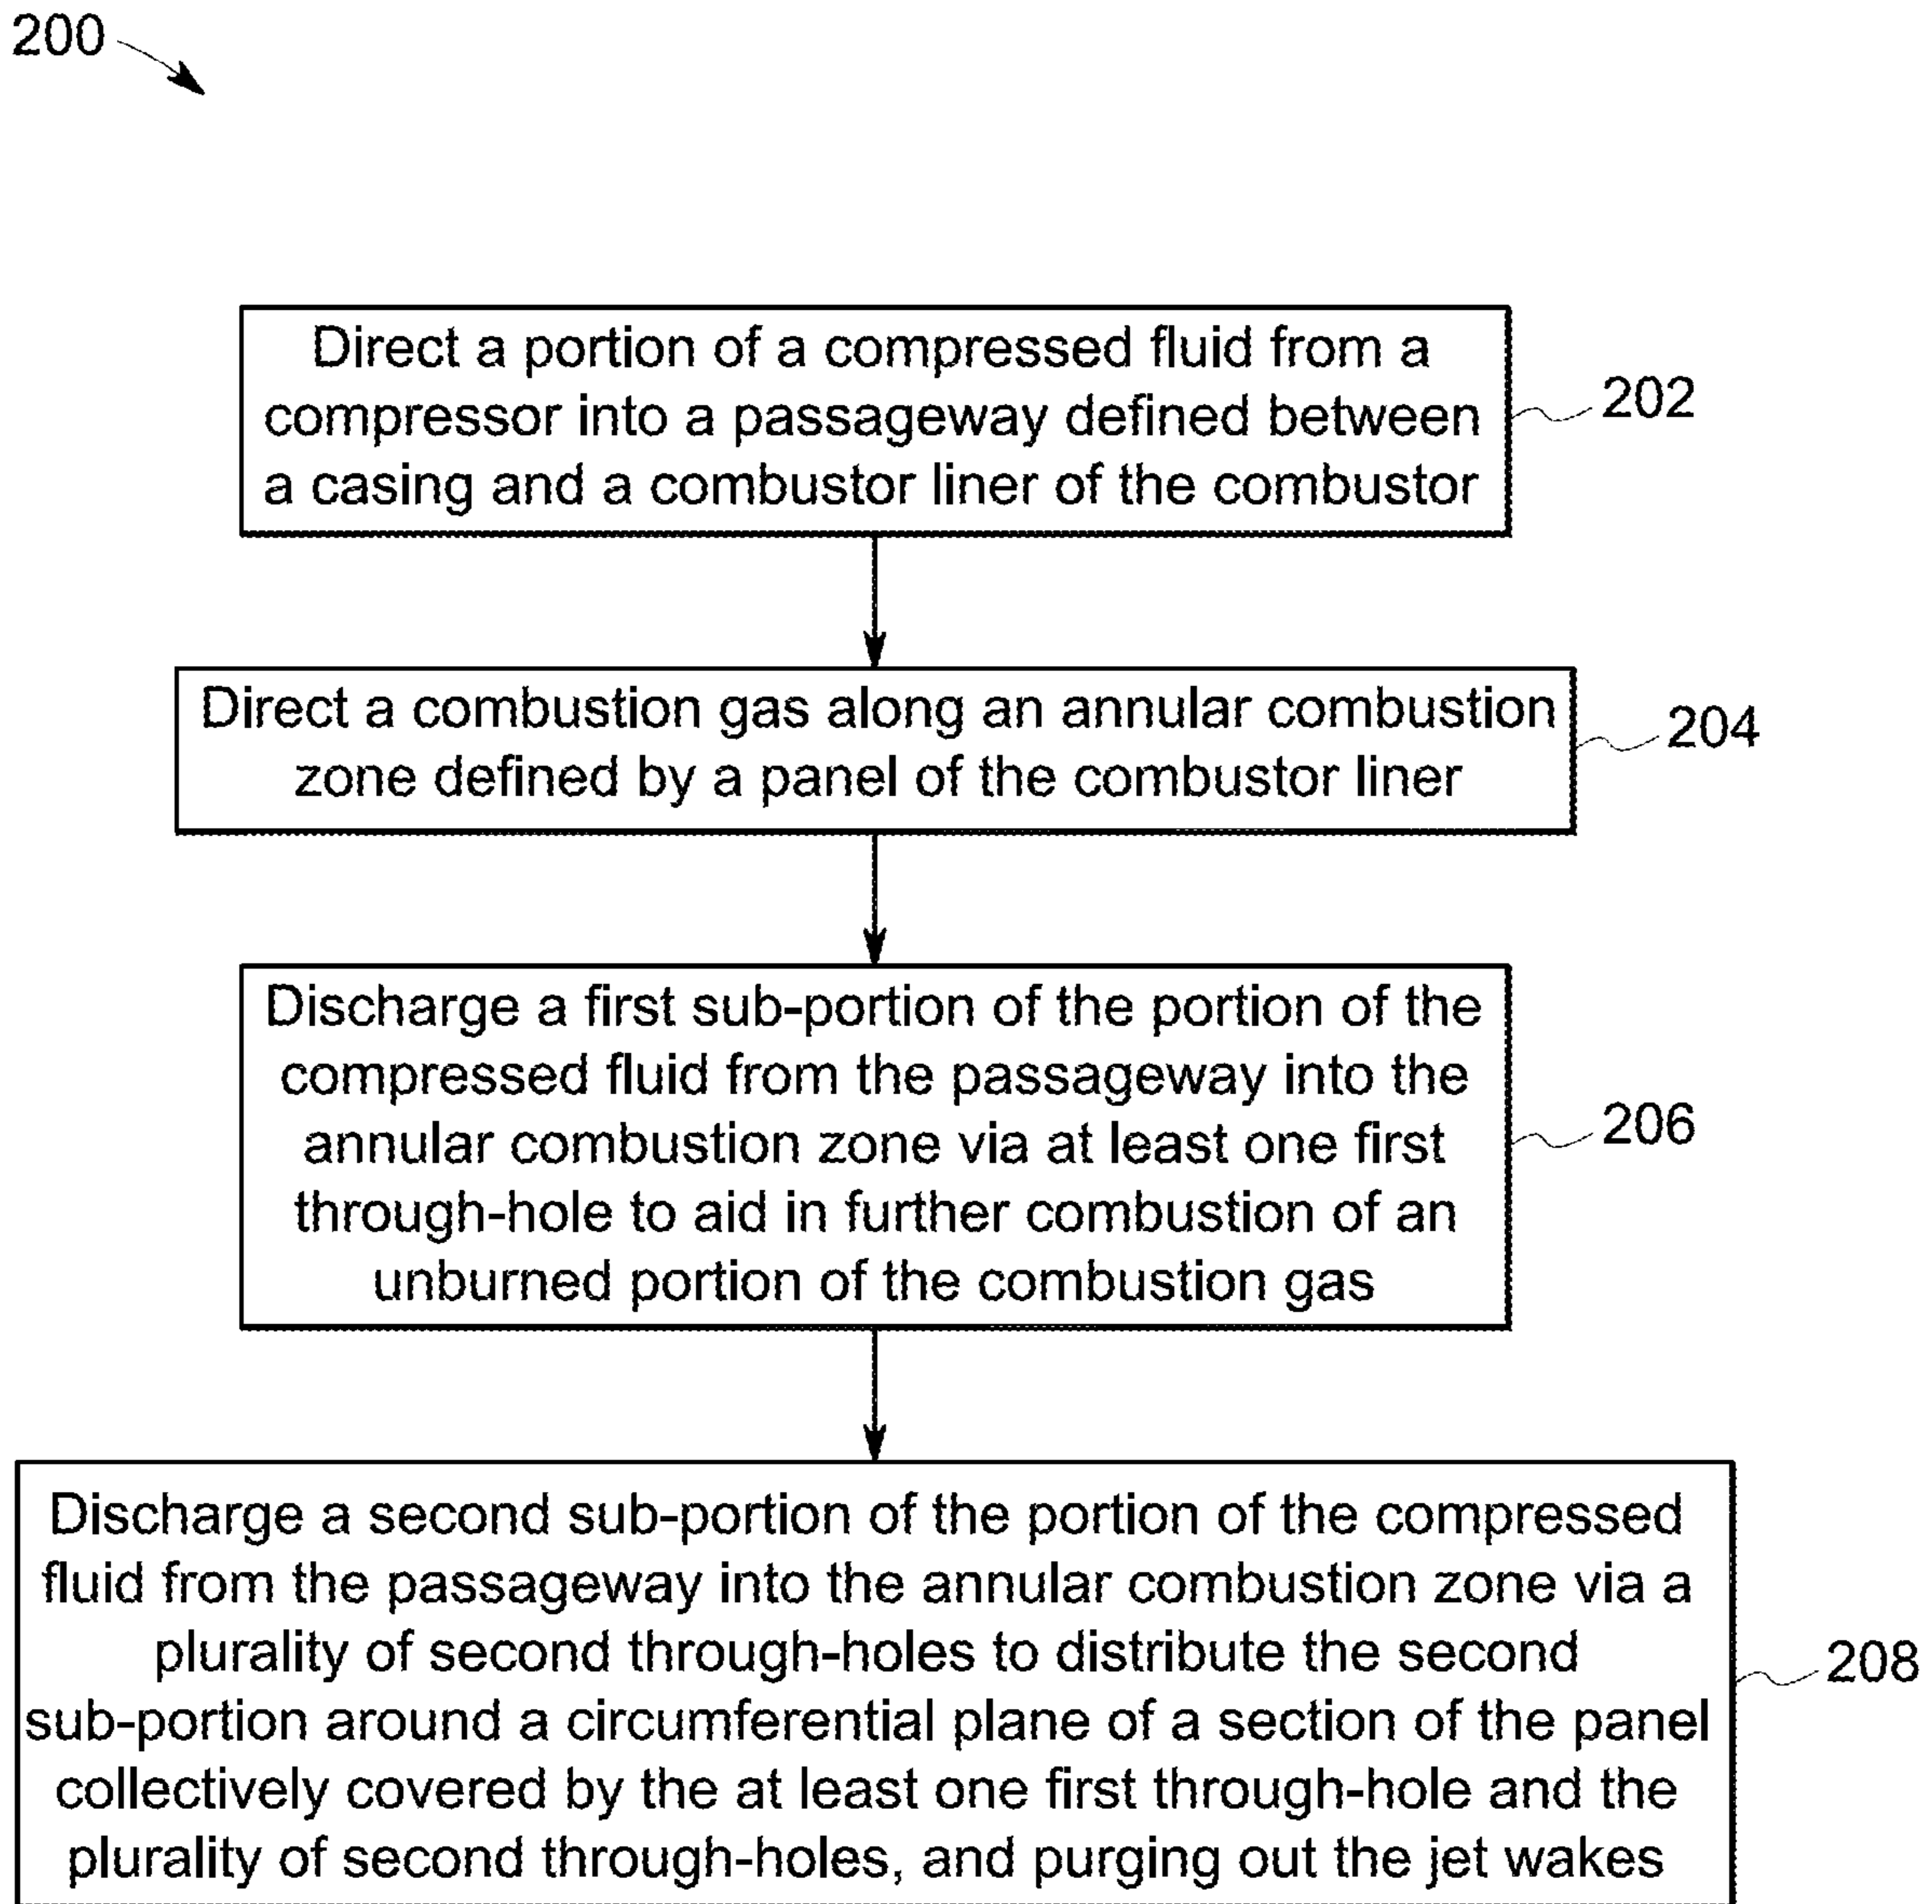 200
Direct a portion of a compressed fluid from a
compressor into a passageway defined between
a casing and a combustor liner of the combustor
202
Direct a combustion gas along an annular combustion
zone defined by a panel of the combustor liner
204
Discharge a first sub-portion of the portion of the
compressed fluid from the passageway into the
annular combustion zone via at least one first
through-hole to aid in further combustion of an
unburned portion of the combustion gas
206
Discharge a second sub-portion of the portion of the compressed
fluid from the passageway into the annular combustion zone via a
plurality of second through-holes to distribute the second
sub-portion around a circumferential plane of a section of the panel
collectively covered by the at least one first through-hole and the
plurality of second through-holes, and purging out the jet wakes
208